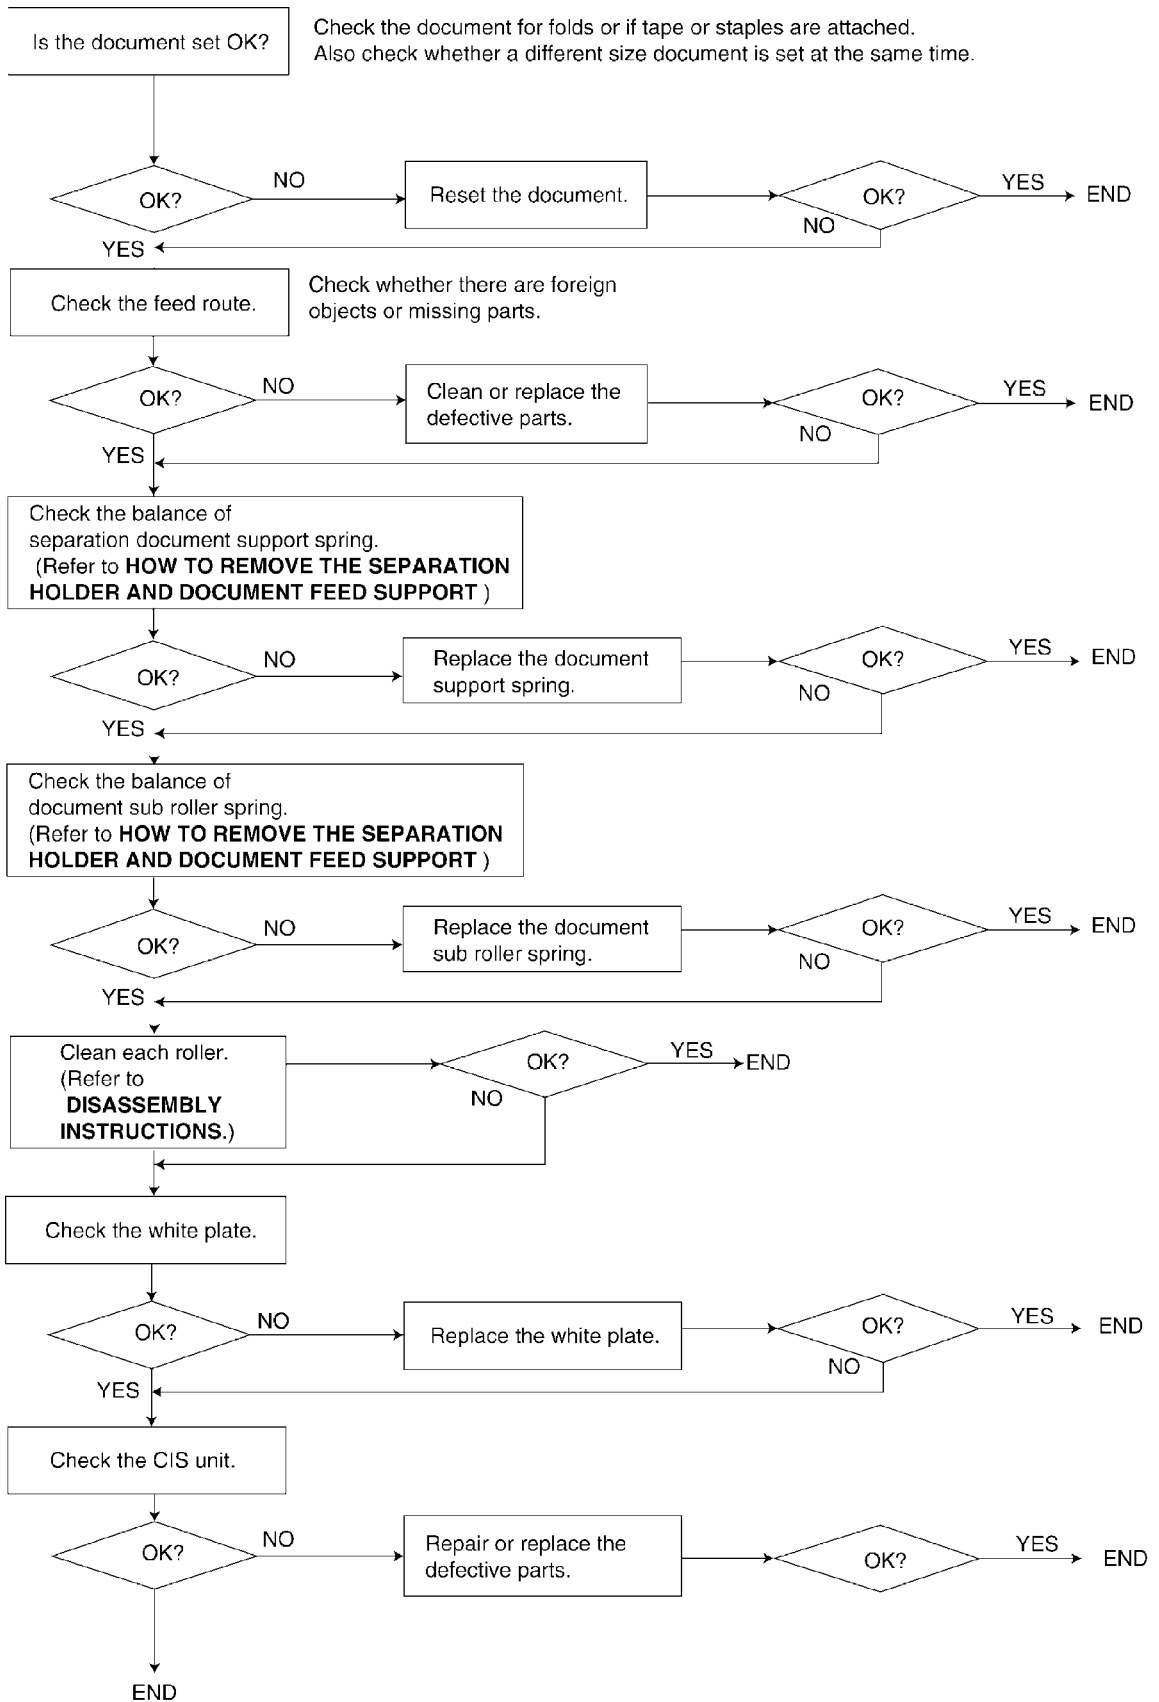 Is the document set OK?
Check the document for folds or if tape or staples are attached.
Also check whether a different size document is set at the same time.
OK?
NO
Reset the document.
OK?
YES
END
NO
YES
Check the feed route.
Check whether there are foreign
objects or missing parts.
OK?
NO
Clean or replace the
defective parts.
OK?
YES
END
NO
YES
Check the balance of
separation document support spring.
(Refer to HOW TO REMOVE THE SEPARATION
HOLDER AND DOCUMENT FEED SUPPORT )
OK?
NO
Replace the document
support spring.
OK?
YES
END
NO
YES
Check the balance of
document sub roller spring.
(Refer to HOW TO REMOVE THE SEPARATION
HOLDER AND DOCUMENT FEED SUPPORT )
OK?
NO
Replace the document
sub roller spring.
OK?
YES
END
NO
YES
Clean each roller.
(Refer to
DISASSEMBLY
INSTRUCTIONS.)
OK?
YES
END
NO
Check the white plate.
OK?
NO
Replace the white plate.
OK?
YES
END
NO
YES
Check the CIS unit.
OK?
NO
Repair or replace the
defective parts.
OK?
YES
END
END